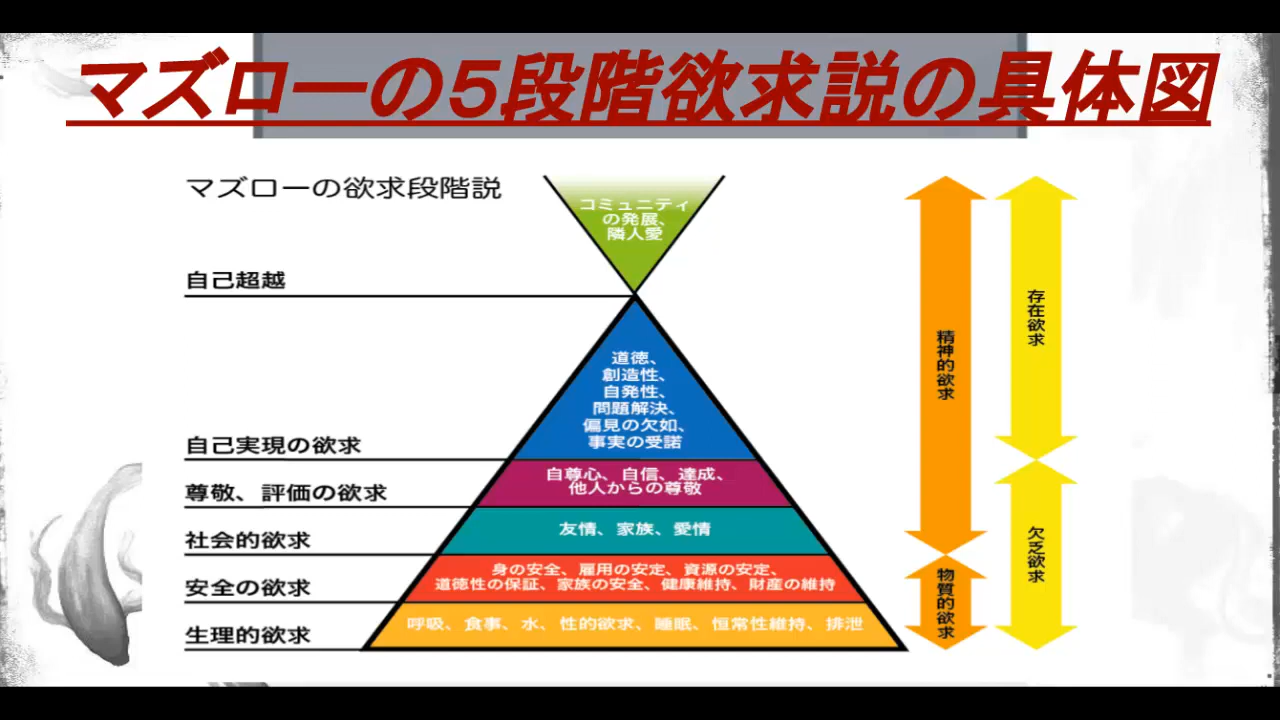 マズローの5段階欲求説の具体図
マズローの欲求段階説
コミュニティ
の発展、
隣人愛
自己超越
道徳、
創造性、
自発性、
問題解決、
偏見の欠如、
事実の受諾
自己実現の欲求
自尊心、自信、達成、
他人からの尊敬
尊敬、評価の欲求
友情、家族、愛情
社会的欲求
身の安全、雇用の安定、資源の安定、
道徳性の保証、家族の安全、健康維持、財産の維持
安全の欲求
呼吸、食事、水、性的欲求、睡眠、恒常性維持、排泄
生理的欲求
精神的欲求
物質的欲求
存在欲求
欠乏欲求